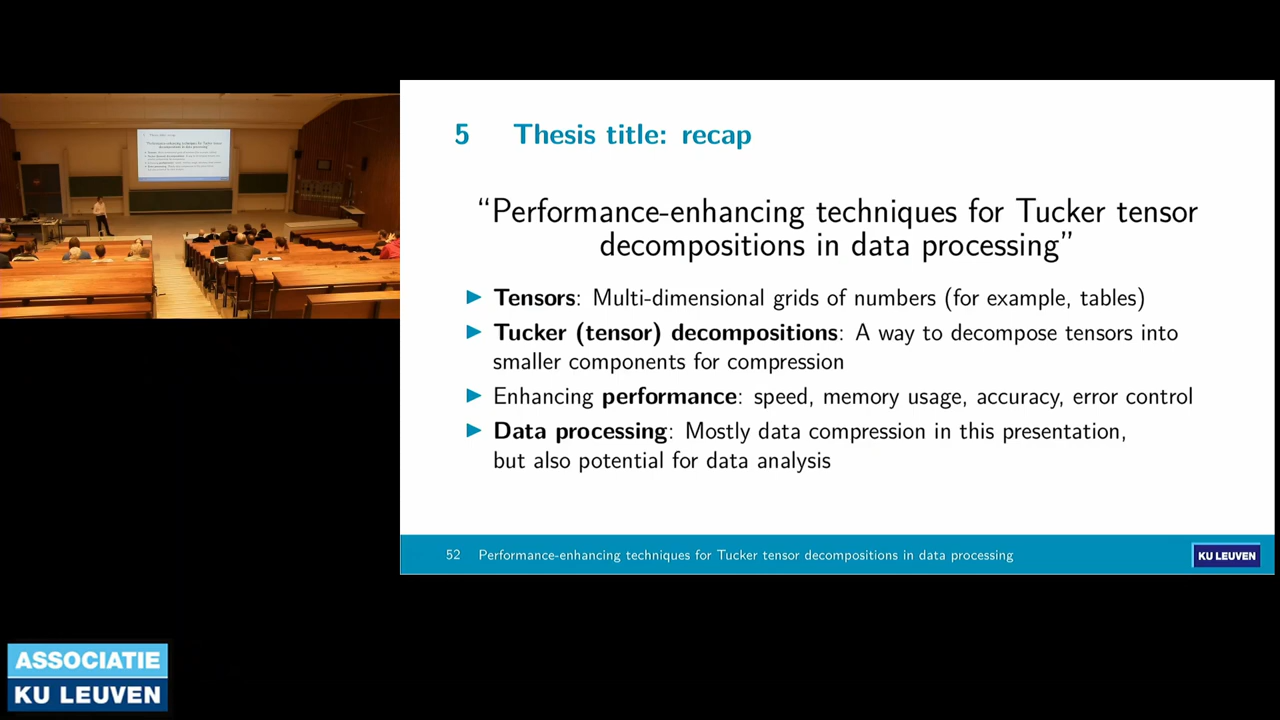 5 Thesis title: recap
“Performance-enhancing techniques for Tucker tensor
decompositions in data processing”
▶ Tensors: Multi-dimensional grids of numbers (for example, tables)
▶ Tucker (tensor) decompositions: A way to decompose tensors into
smaller components for compression
▶ Enhancing performance: speed, memory usage, accuracy, error control
▶ Data processing: Mostly data compression in this presentation,
but also potential for data analysis
52 Performance-enhancing techniques for Tucker tensor decompositions in data processing
KU LEUVEN
ASSOCIATIE
KU LEUVEN